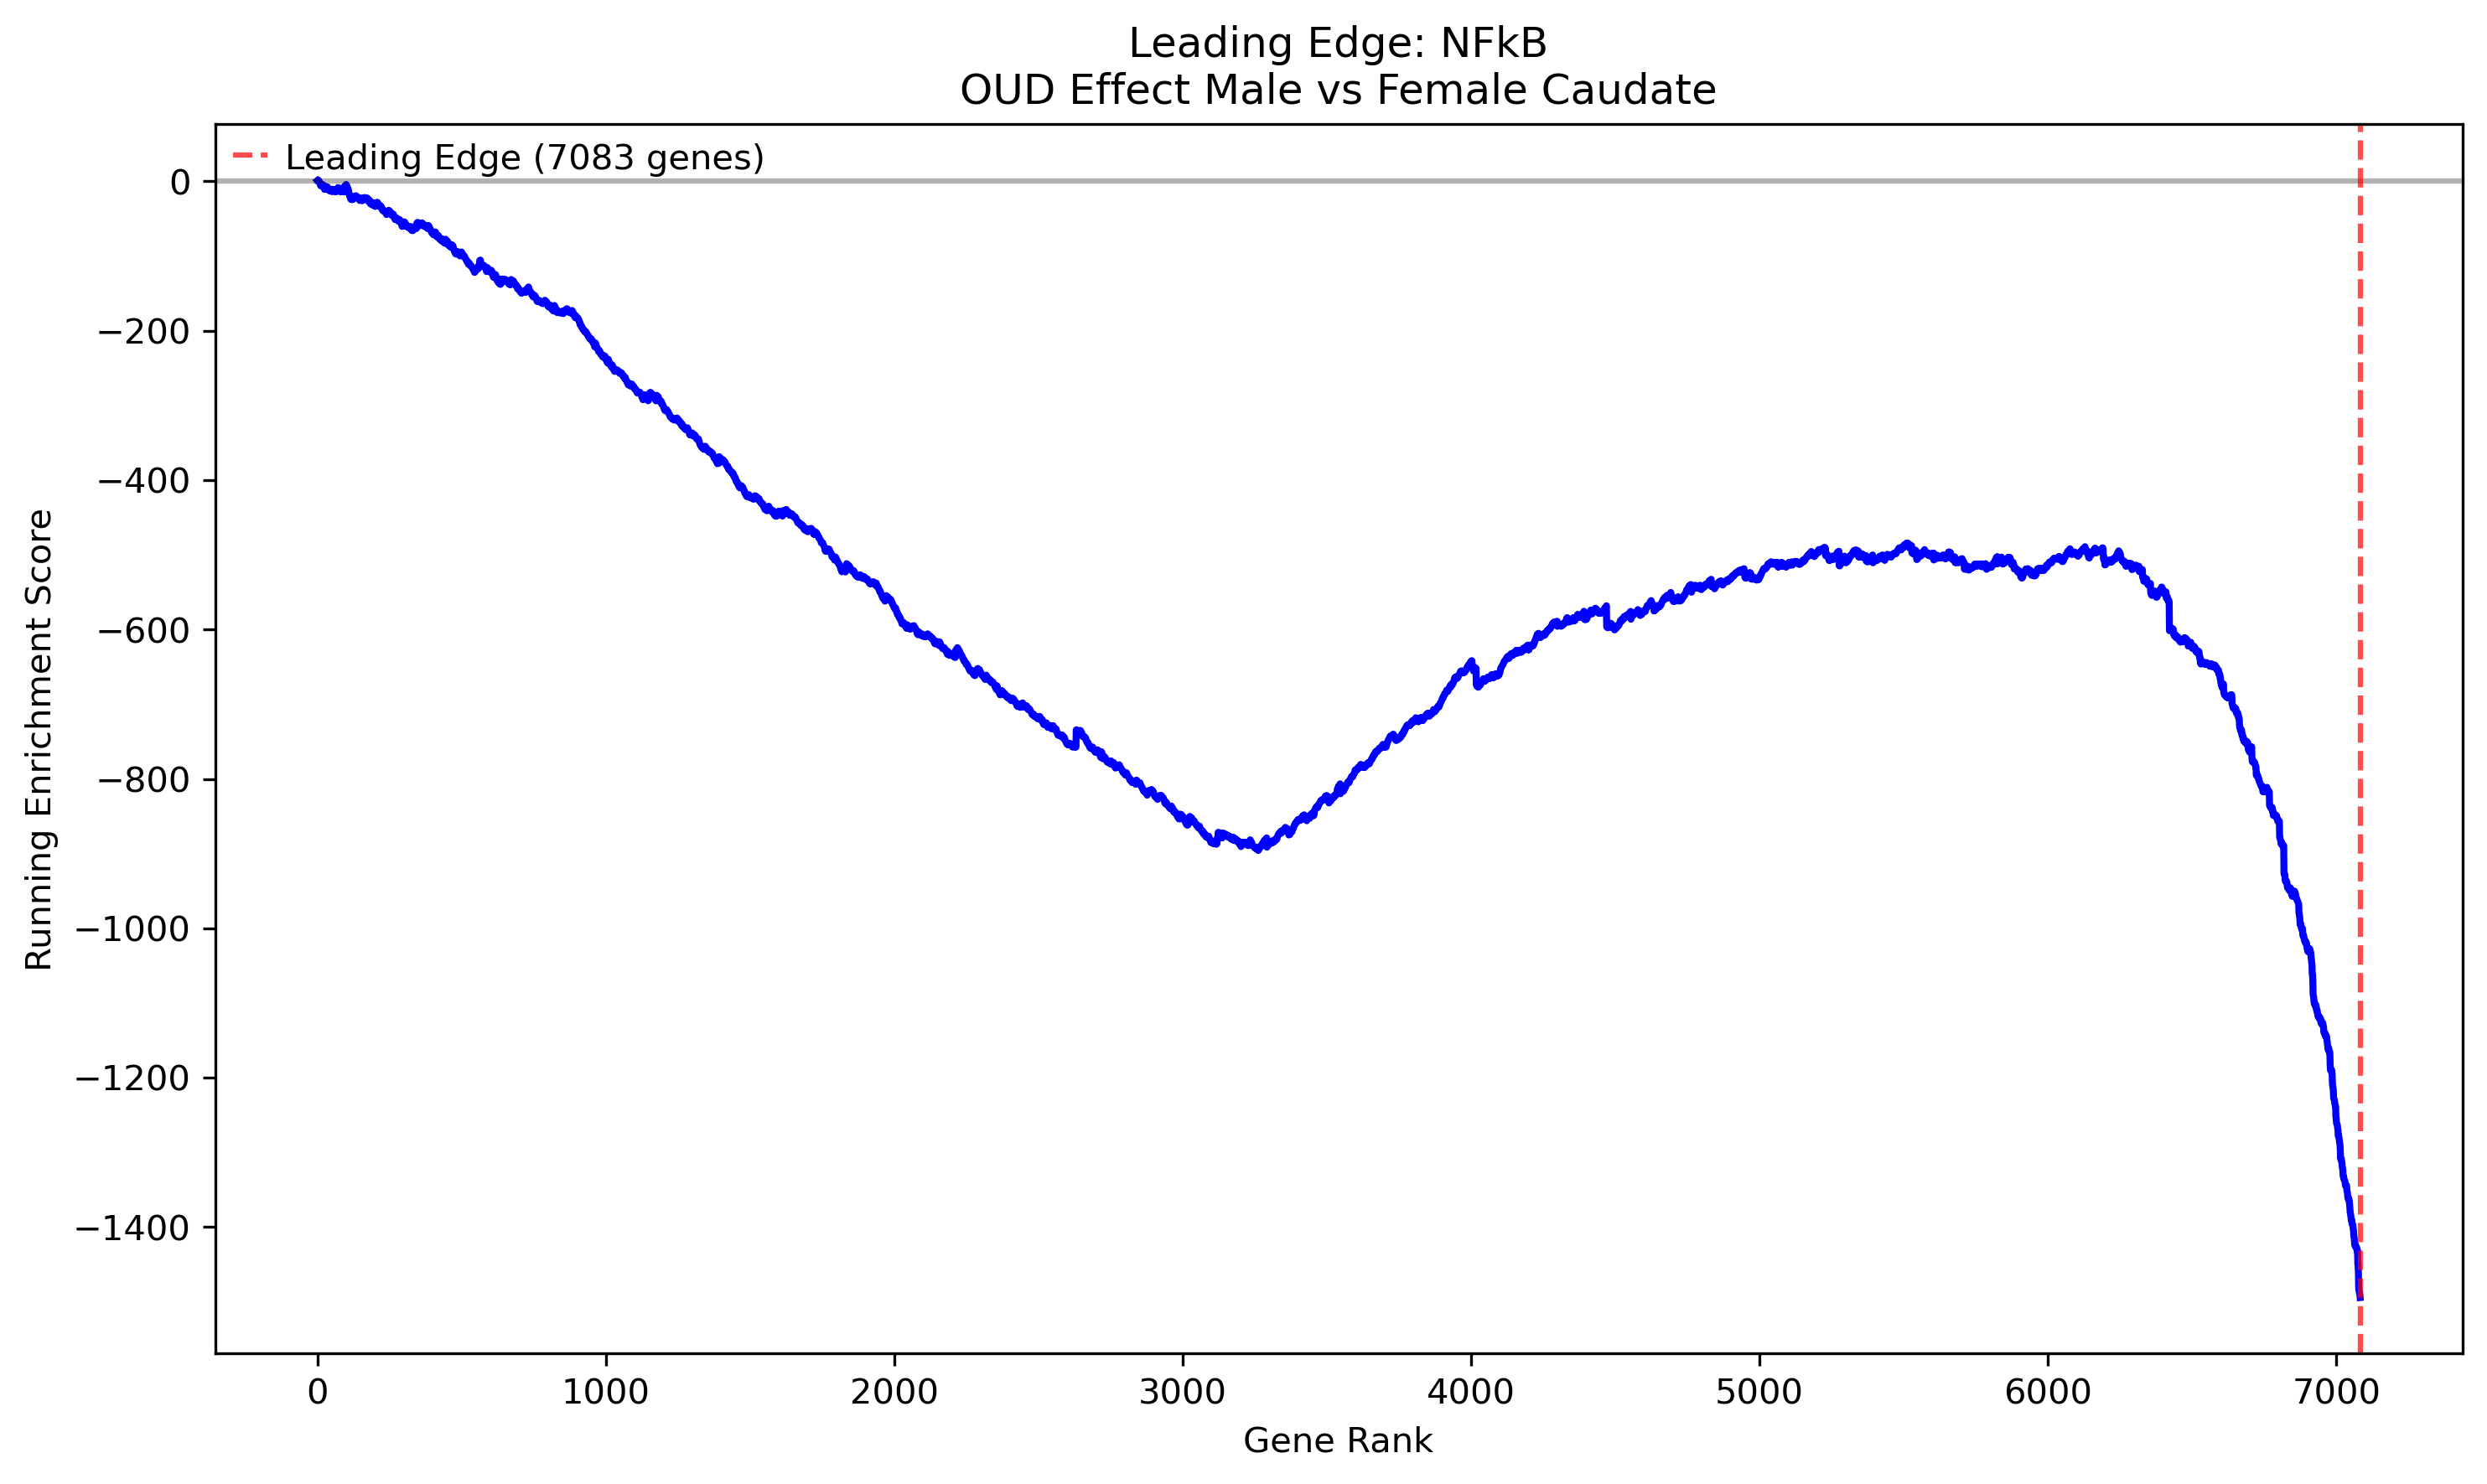 Leading Edge: NFkB
OUD Effect Male vs Female Caudate
Leading Edge (7083 genes)
0
−200
−400
−600
−800
−1000
−1200
−1400
Running Enrichment Score
0 1000 2000 3000 4000 5000 6000 7000
Gene Rank